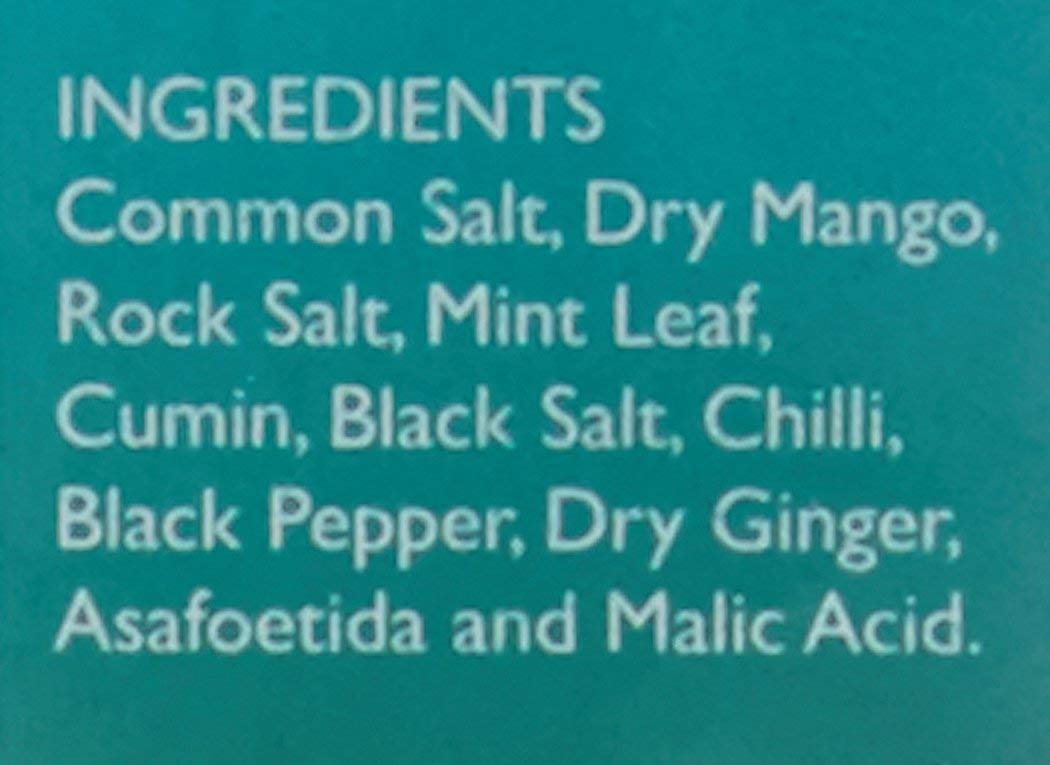 INGREDIENTS
Common Salt, Dry Mango,
Rock Salt, Mint Leaf,
Cumin, Black Salt, Chilli,
Black Pepper, Dry Ginger,
Asafoetida and Malic Acid.